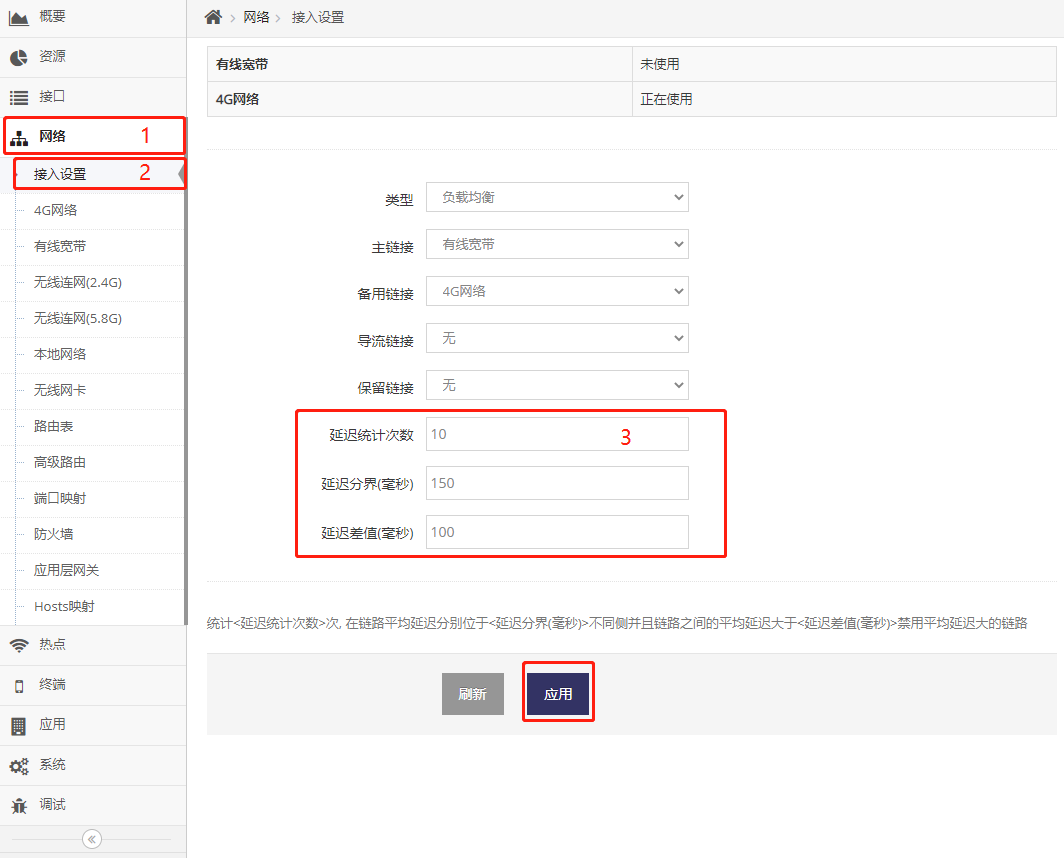 概要
资源
接口
网络 1
接入设置 2
4G网络
有线宽带
无线连网(2.4G)
无线连网(5.8G)
本地网络
无线网卡
路由表
高级路由
端口映射
防火墙
应用层网关
Hosts映射
热点
终端
应用
系统
调试
网络 接入设置
有线宽带 未使用
4G网络 正在使用
类型 负载均衡
主链接 有线宽带
备用链接 4G网络
导流链接 无
保留链接 无
延迟统计次数 10 3
延迟分界(毫秒) 150
延迟差值(毫秒) 100
统计<延迟统计次数>次, 在链路平均延迟分别位于<延迟分界(毫秒)>不同侧并且链路之间的平均延迟大于<延迟差值(毫秒)>禁用平均延迟大的链路
刷新 应用